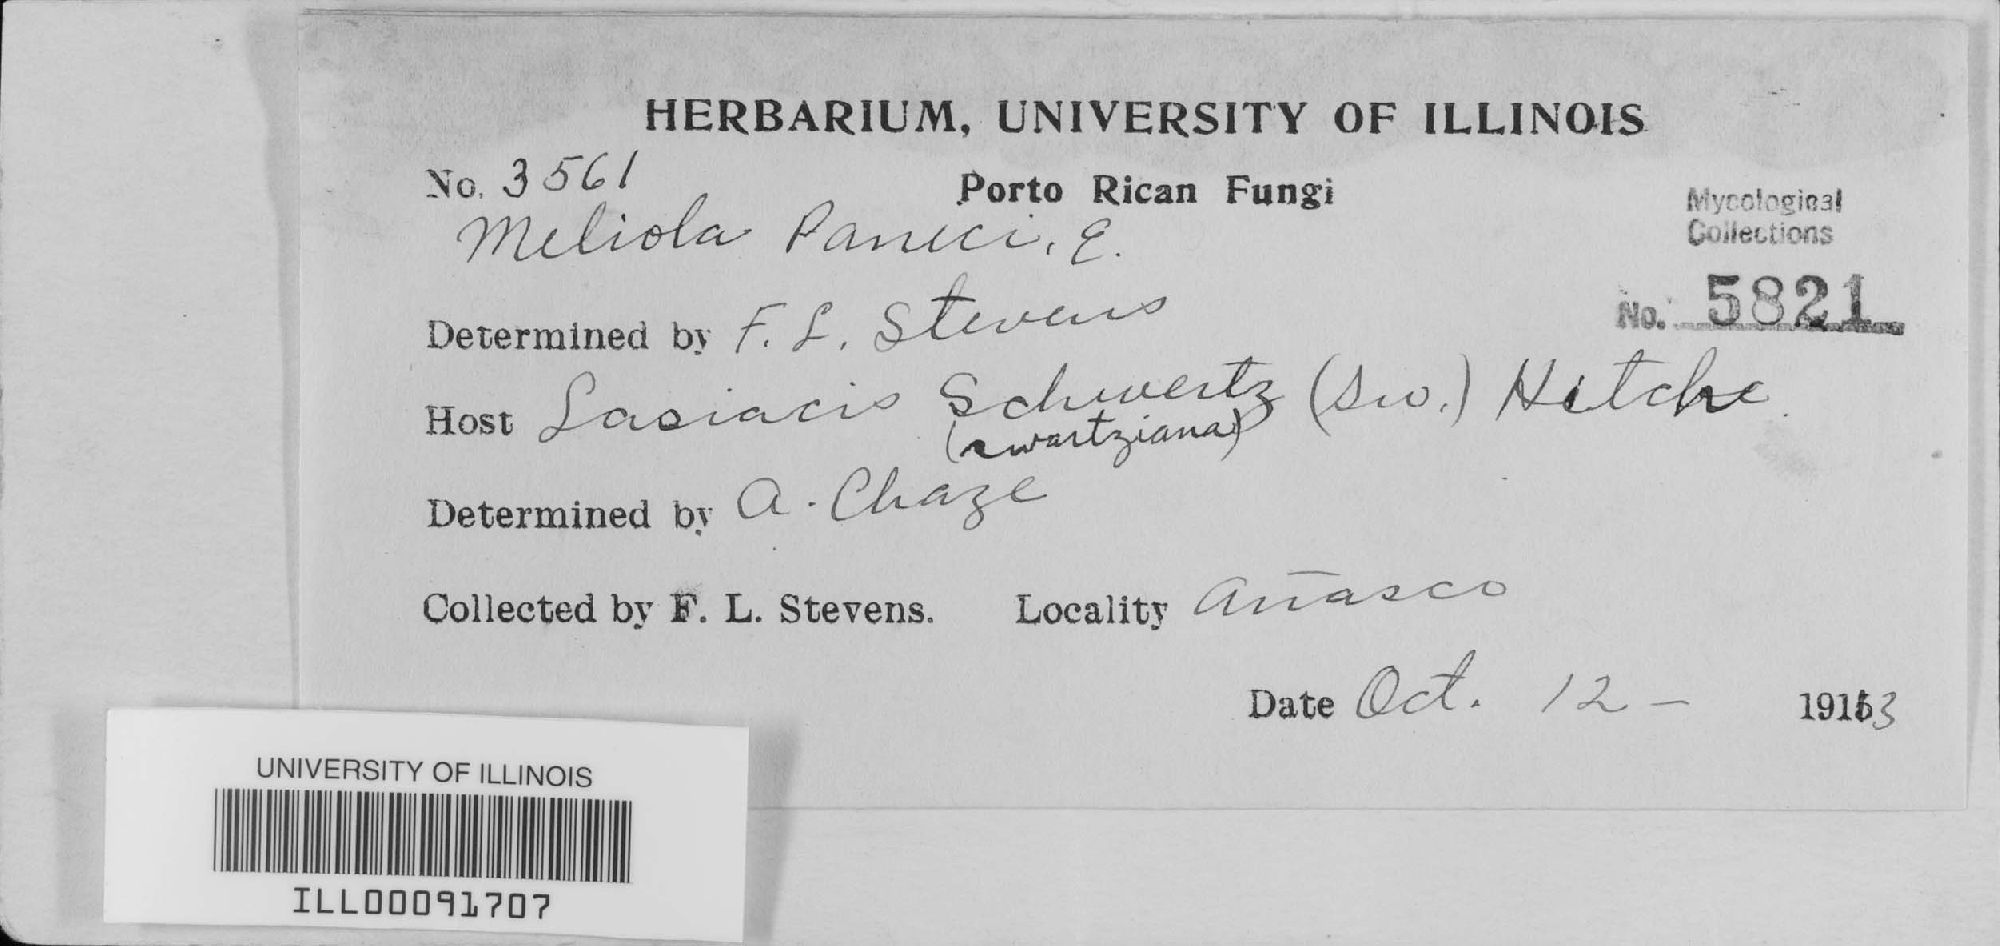 HERBARIUM, UNIVERSITY OF ILLINOIS
No. 3561 Porto Rican Fungi
Meliola Panici, E.
Mycological
Collections
No. 5821
Determined by F. L. Stevens
Host Lasiacis Schwertz (Sw.) Hitchc.
(swartziana)
Determined by A. Chaze
Collected by F. L. Stevens. Locality Añasco
Date Oct. 12 - 1913
UNIVERSITY OF ILLINOIS
ILL00091707